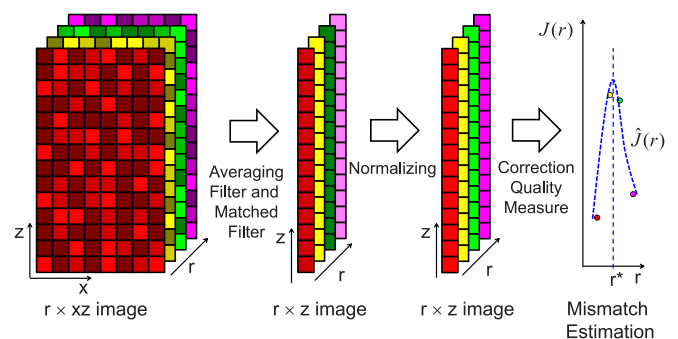 J(r)
Ĵ(r)
Averaging
Filter and
Matched
Filter
Normalizing
Correction
Quality
Measure
z
x
r
z
r
z
r
r*
r
r × xz image
r × z image
r × z image
Mismatch
Estimation